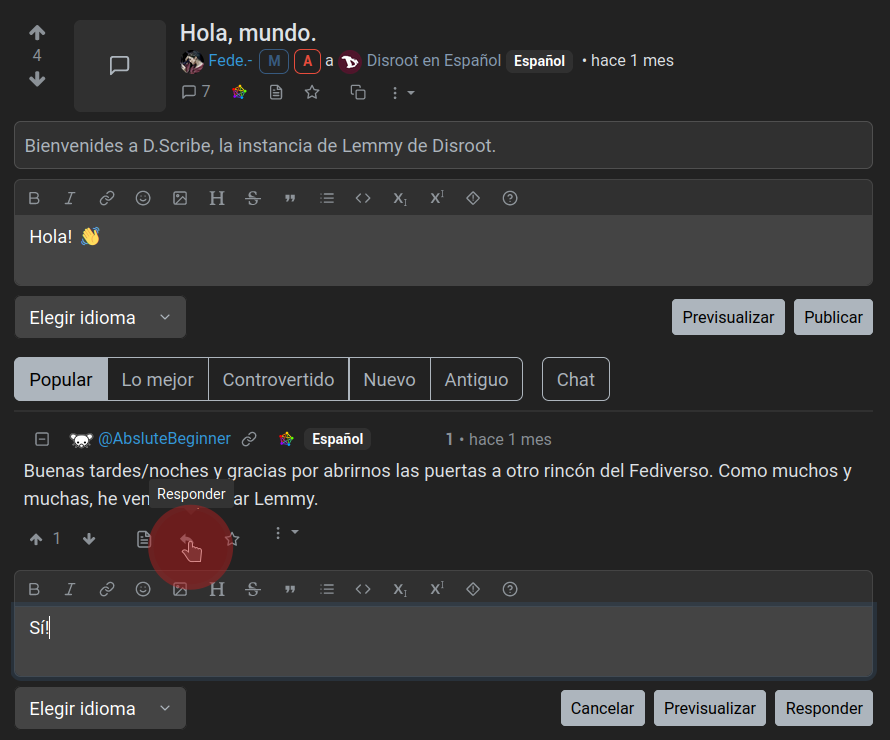 Hola, mundo.
4
Fede.- M A a Disroot en Español Español • hace 1 mes
7
Bienvenides a D.Scribe, la instancia de Lemmy de Disroot.
Hola! 👋
Elegir idioma Previsualizar Publicar
Popular Lo mejor Controvertido Nuevo Antiguo Chat
@AbsluteBeginner Español 1 • hace 1 mes
Buenas tardes/noches y gracias por abrirnos las puertas a otro rincón del Fediverso. Como muchos y
muchas, he ven ar Lemmy.
Responder
1
Sí!
Elegir idioma Cancelar Previsualizar Responder